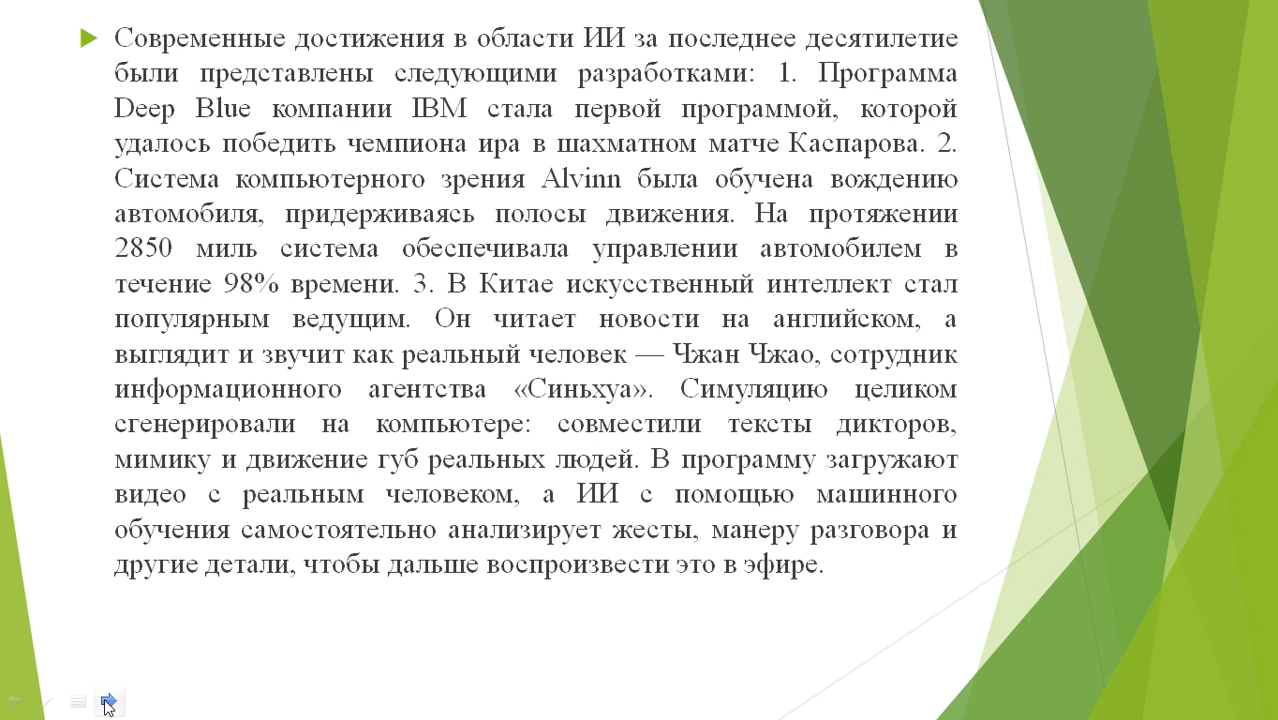 Современные достижения в области ИИ за последнее десятилетие
были представлены следующими разработками: 1. Программа
Deep Blue компании IBM стала первой программой, которой
удалось победить чемпиона ира в шахматном матче Каспарова. 2.
Система компьютерного зрения Alvinn была обучена вождению
автомобиля, придерживаясь полосы движения. На протяжении
2850 миль система обеспечивала управлении автомобилем в
течение 98% времени. 3. В Китае искусственный интеллект стал
популярным ведущим. Он читает новости на английском, а
выглядит и звучит как реальный человек — Чжан Чжао, сотрудник
информационного агентства «Синьхуа». Симуляцию целиком
сгенерировали на компьютере: совместили тексты дикторов,
мимику и движение губ реальных людей. В программу загружают
видео с реальным человеком, а ИИ с помощью машинного
обучения самостоятельно анализирует жесты, манеру разговора и
другие детали, чтобы дальше воспроизвести это в эфире.